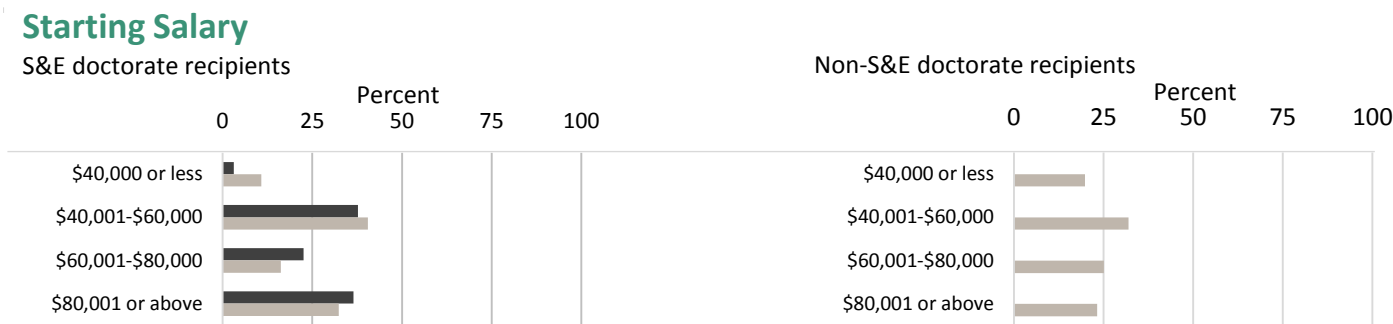 Starting Salary
S&E doctorate recipients
Percent
0 25 50 75 100
$40,000 or less
$40,001-$60,000
$60,001-$80,000
$80,001 or above
Non-S&E doctorate recipients
Percent
0 25 50 75 100
$40,000 or less
$40,001-$60,000
$60,001-$80,000
$80,001 or above